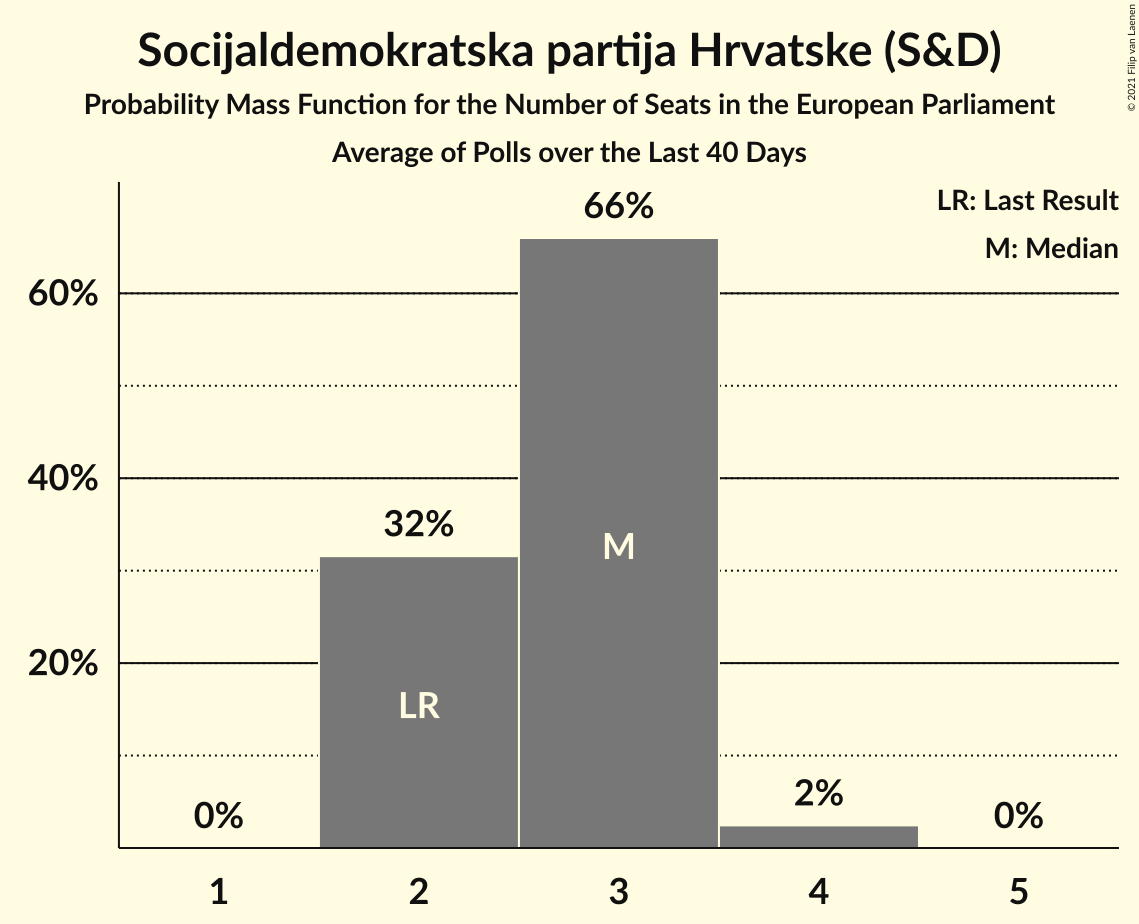 Socijaldemokratska partija Hrvatske (S&D)
Probability Mass Function for the Number of Seats in the European Parliament
Average of Polls over the Last 40 Days
© 2021 Filip van Laenen
LR: Last Result
M: Median
66%
60%
40%
32%
M
20%
LR
2%
0%
0%
1
2
3
4
5